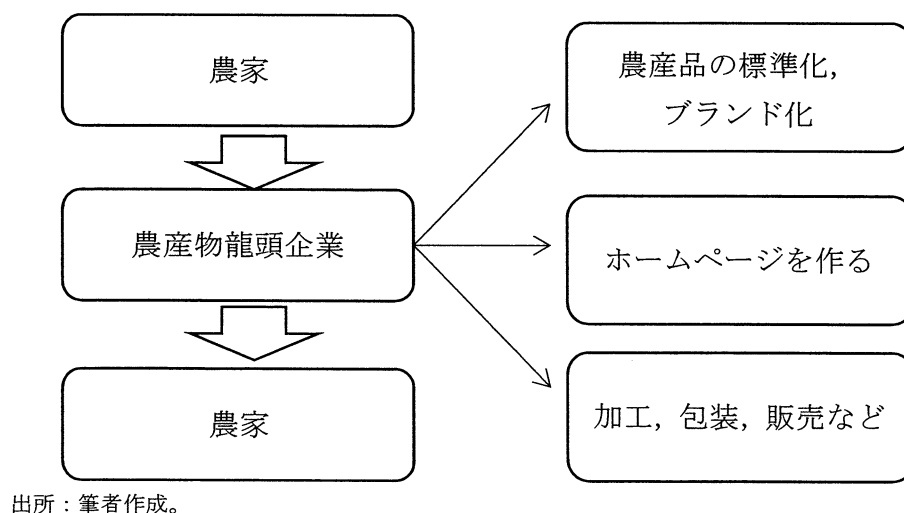 農家
農産物龍頭企業
農家
農産品の標準化,
ブランド化
ホームページを作る
加工, 包装, 販売など
出所：筆者作成。